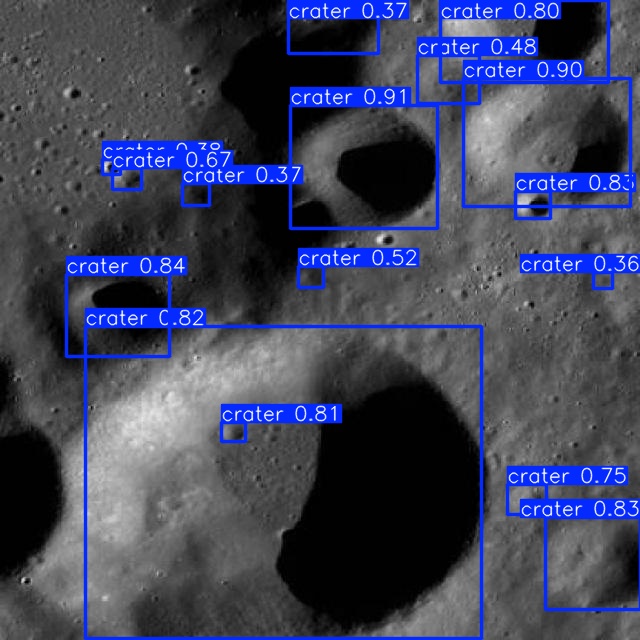 crater 0.37
crater 0.80
crater 0.48
crater 0.90
crater 0.91
crater 0.38
crater 0.67
crater 0.37
crater 0.83
crater 0.52
crater 0.36
crater 0.84
crater 0.82
crater 0.81
crater 0.75
crater 0.83